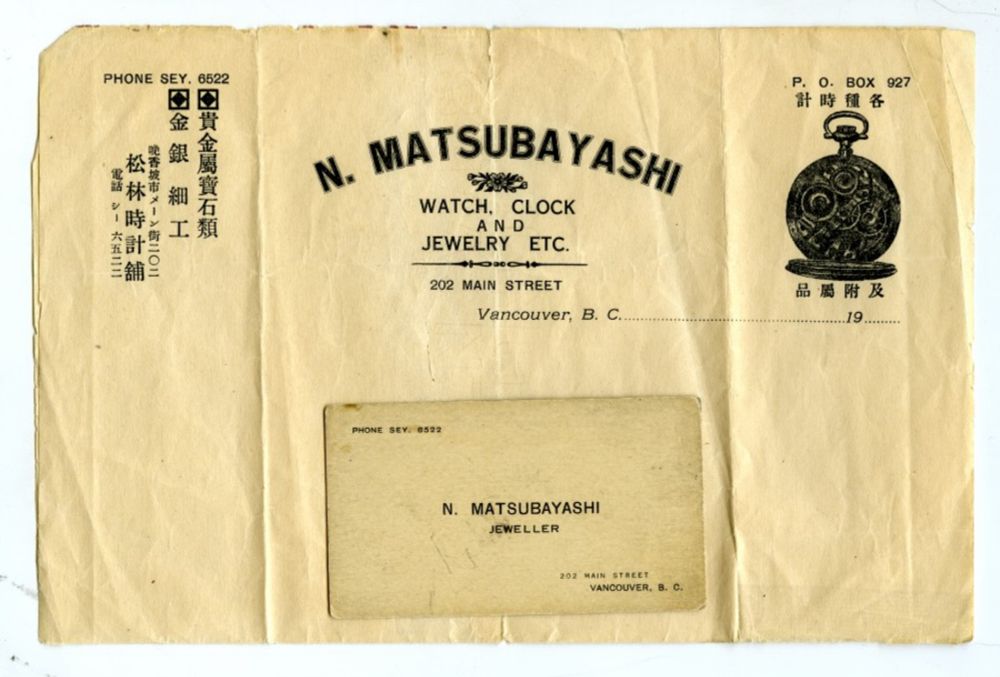 PHONE SEY. 6522
貴金屬寶石類
金銀細工
晩香坡市メーン街二〇二
松林時計舗
電話 シー 六五二二
N. MATSUBAYASHI
WATCH, CLOCK
AND
JEWELRY ETC.
202 MAIN STREET
Vancouver, B. C. 19
P. O. BOX 927
計時種各
品屬附及
PHONE SEY. 6522
N. MATSUBAYASHI
JEWELLER
202 MAIN STREET
VANCOUVER, B. C.